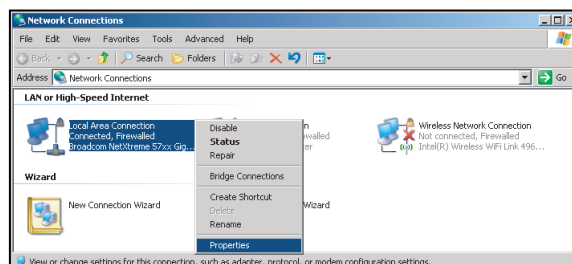 Network Connections
File Edit View Favorites Tools Advanced Help
Back Search Folders
Address Network Connections Go
LAN or High-Speed Internet
Local Area Connection
Connected, Firewalled
Broadcom NetXtreme 57xx Gig...
Disable
Status
Repair
Bridge Connections
Create Shortcut
Delete
Rename
Properties
Wireless Network Connection
Not connected, Firewalled
Intel(R) Wireless WiFi Link 496...
Wizard
New Connection Wizard
Wizard
View or change settings for this connection, such as adapter, protocol, or modem configuration settings.